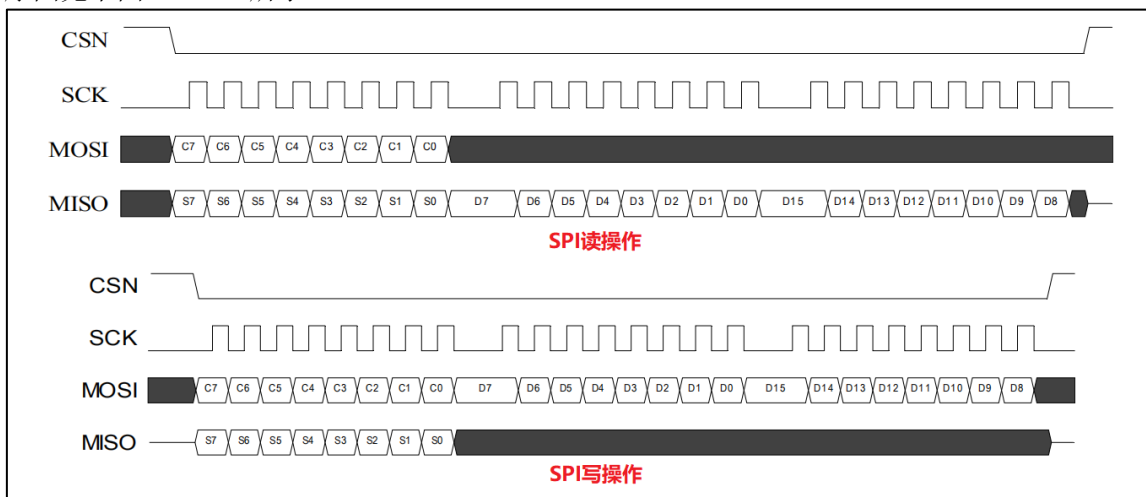 CSN
SCK
MOSI C7 C6 C5 C4 C3 C2 C1 C0
MISO S7 S6 S5 S4 S3 S2 S1 S0 D7 D6 D5 D4 D3 D2 D1 D0 D15 D14 D13 D12 D11 D10 D9 D8
SPI读操作
CSN
SCK
MOSI C7 C6 C5 C4 C3 C2 C1 C0 D7 D6 D5 D4 D3 D2 D1 D0 D15 D14 D13 D12 D11 D10 D9 D8
MISO S7 S6 S5 S4 S3 S2 S1 S0
SPI写操作